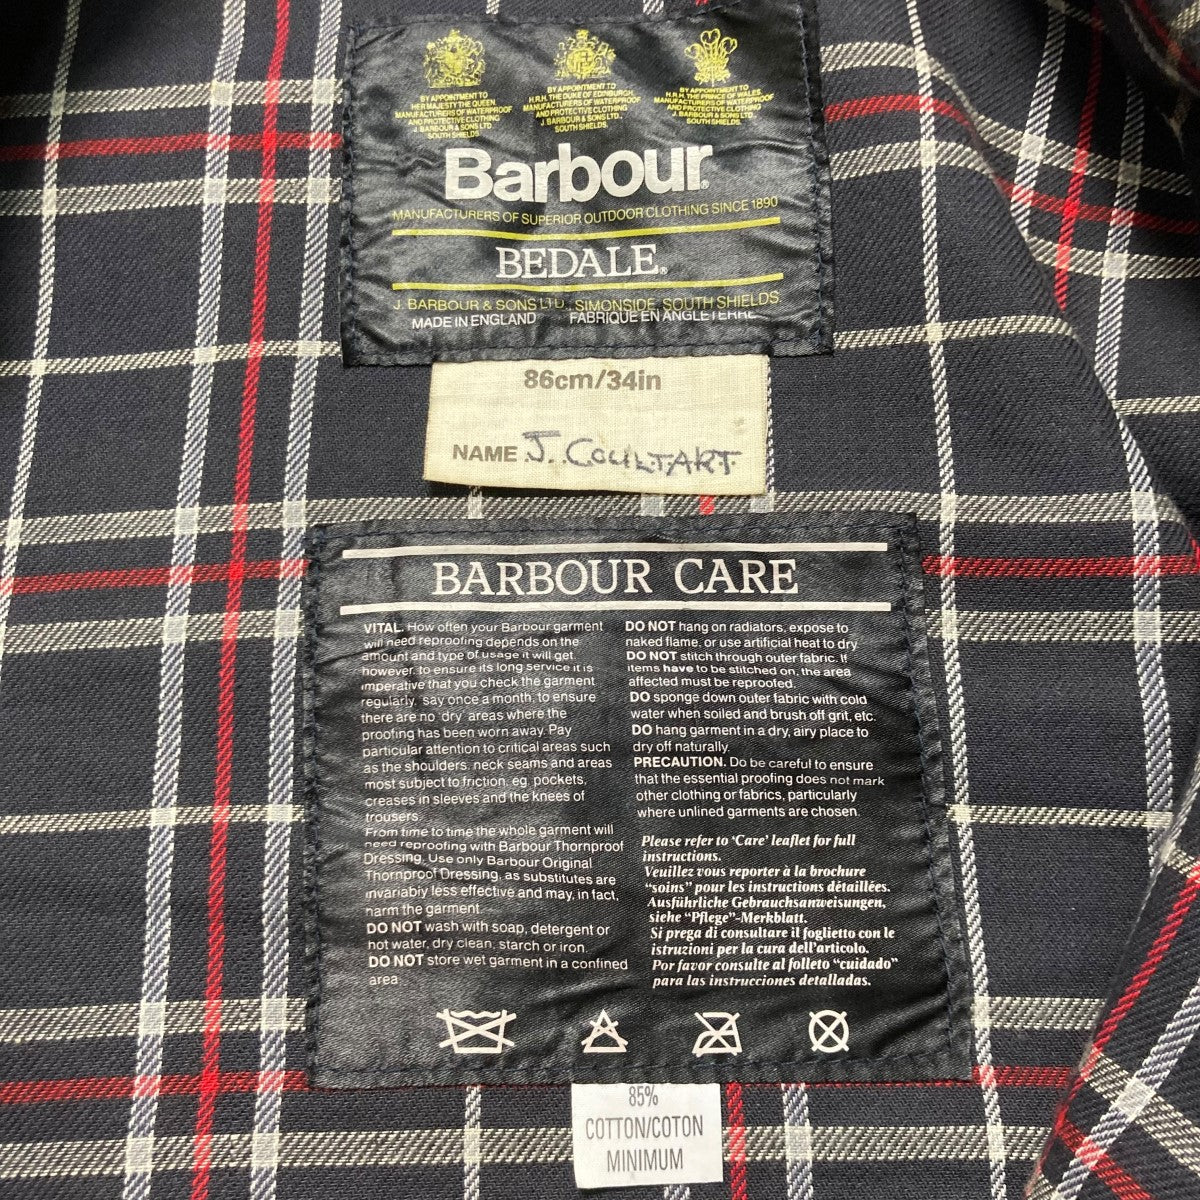 BY APPOINTMENT TO
HER MAJESTY THE QUEEN
MANUFACTURERS OF WATERPROOF
AND PROTECTIVE CLOTHING
J. BARBOUR & SONS LTD.
SOUTH SHIELDS.
BY APPOINTMENT TO
H.R.H. THE DUKE OF EDINBURGH
MANUFACTURERS OF WATERPROOF
AND PROTECTIVE CLOTHING
J. BARBOUR & SONS LTD.
SOUTH SHIELDS.
BY APPOINTMENT TO
H.R.H. THE PRINCE OF WALES
MANUFACTURERS OF WATERPROOF
AND PROTECTIVE CLOTHING
J. BARBOUR & SONS LTD.
SOUTH SHIELDS.
Barbour®
MANUFACTURERS OF SUPERIOR OUTDOOR CLOTHING SINCE 1890
BEDALE®
J. BARBOUR & SONS LTD., SIMONSIDE, SOUTH SHIELDS.
MADE IN ENGLAND FABRIQUE EN ANGLETERRE
86cm/34in
NAME J. COULTART
BARBOUR CARE
VITAL. How often your Barbour garment
will need reproofing depends on the
amount and type of usage it will get
however, to ensure its long service it is
imperative that you check the garment
regularly, say once a month, to ensure
there are no 'dry' areas where the
proofing has been worn away. Pay
particular attention to critical areas such
as the shoulders, neck seams and areas
most subject to friction, eg. pockets,
creases in sleeves and the knees of
trousers.
From time to time the whole garment will
need reproofing with Barbour Thornproof
Dressing. Use only Barbour Original
Thornproof Dressing, as substitutes are
invariably less effective and may, in fact,
harm the garment.
DO NOT wash with soap, detergent or
hot water, dry clean, starch or iron.
DO NOT store wet garment in a confined
area.
DO NOT hang on radiators, expose to
naked flame, or use artificial heat to dry
DO NOT stitch through outer fabric. If
items have to be stitched on, the area
affected must be reproofed.
DO sponge down outer fabric with cold
water when soiled and brush off grit, etc.
DO hang garment in a dry, airy place to
dry off naturally.
PRECAUTION. Do be careful to ensure
that the essential proofing does not mark
other clothing or fabrics, particularly
where unlined garments are chosen.
Please refer to 'Care' leaflet for full
instructions.
Veuillez vous reporter à la brochure
"soins" pour les instructions détaillées.
Ausführliche Gebrauchsanweisungen,
siehe "Pflege"-Merkblatt.
Si prega di consultare il foglietto con le
istruzioni per la cura dell'articolo.
Por favor consulte al folleto "cuidado"
para las instrucciones detalladas.
85%
COTTON/COTON
MINIMUM